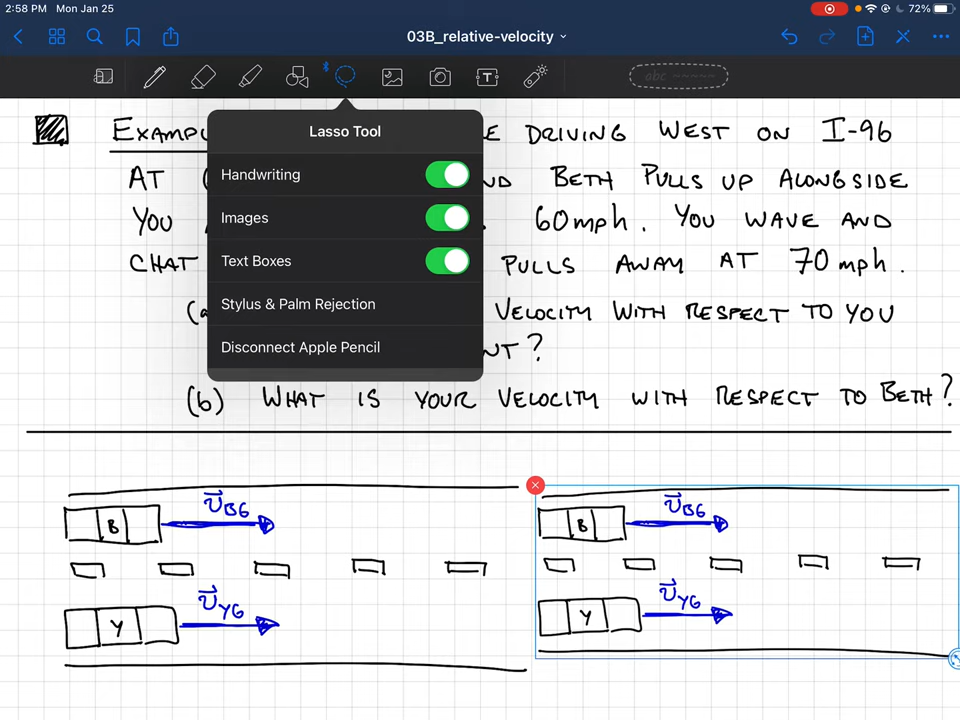 2:58 PM Mon Jan 25 72%
03B_relative-velocity
abc
T
Lasso Tool
Handwriting
Images
Text Boxes
Stylus & Palm Rejection
Disconnect Apple Pencil
EXAMP E DRIVING WEST ON I-96
AT ND BETH PULLS UP ALONGSIDE
YOU 60mph. YOU WAVE AND
CHAT PULLS AWAY AT 70mph.
(a VELOCITY WITH RESPECT TO YOU
NT?
(b) WHAT IS YOUR VELOCITY WITH RESPECT TO BETH?
B v⃗BG
Y v⃗YG
B v⃗BG
Y v⃗YG